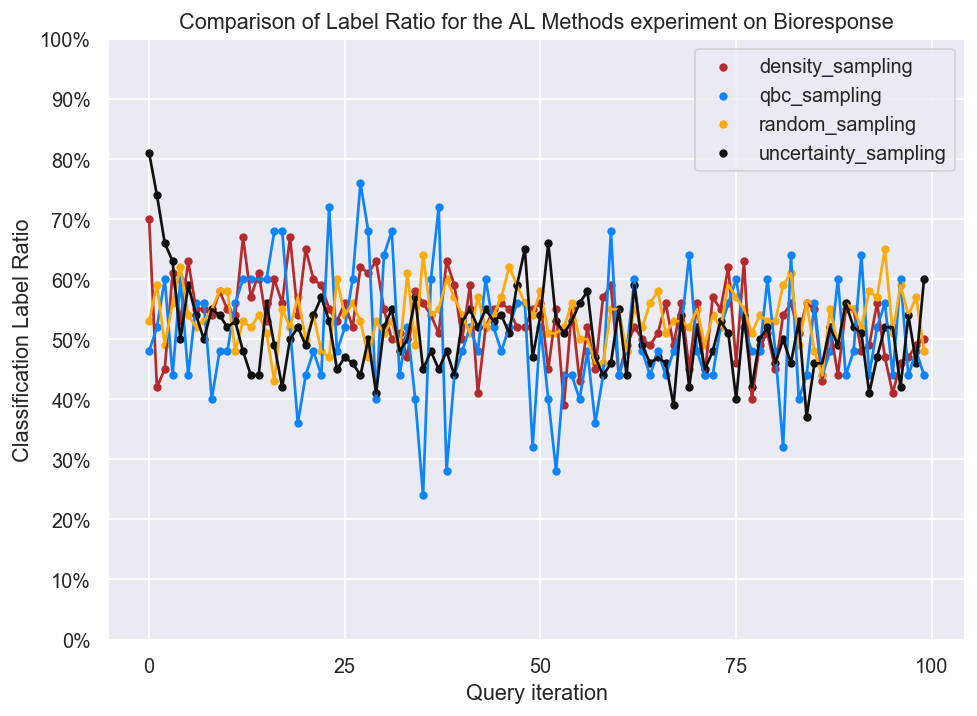 Comparison of Label Ratio for the AL Methods experiment on Bioresponse
100%
90%
80%
70%
60%
50%
40%
30%
20%
10%
0%
Classification Label Ratio
density_sampling
qbc_sampling
random_sampling
uncertainty_sampling
0
25
50
75
100
Query iteration